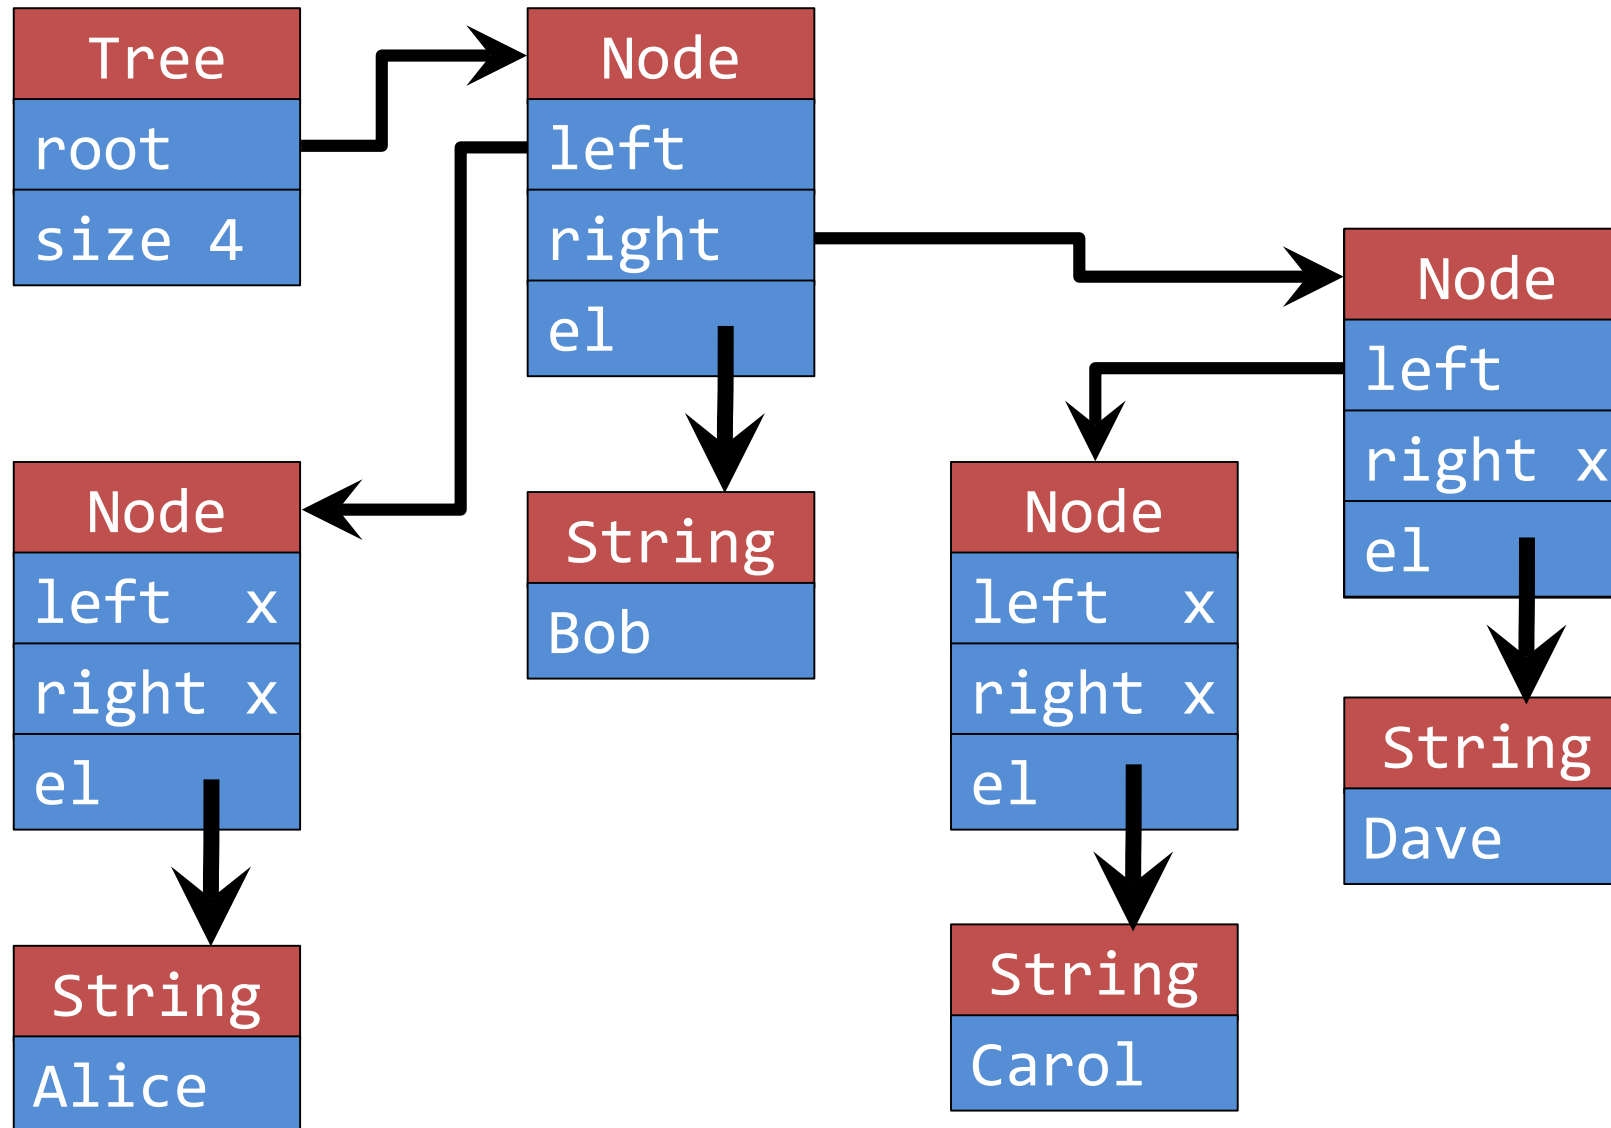 Tree
root
size 4
Node
left
right
el
Node
left
right x
el
Node
left x
right x
el
String
Bob
Node
left x
right x
el
String
Dave
String
Alice
String
Carol